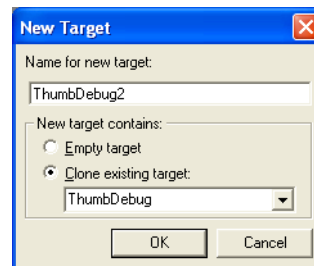 New Target
Name for new target:
ThumbDebug2
New target contains:
Empty target
Clone existing target:
ThumbDebug
OK
Cancel